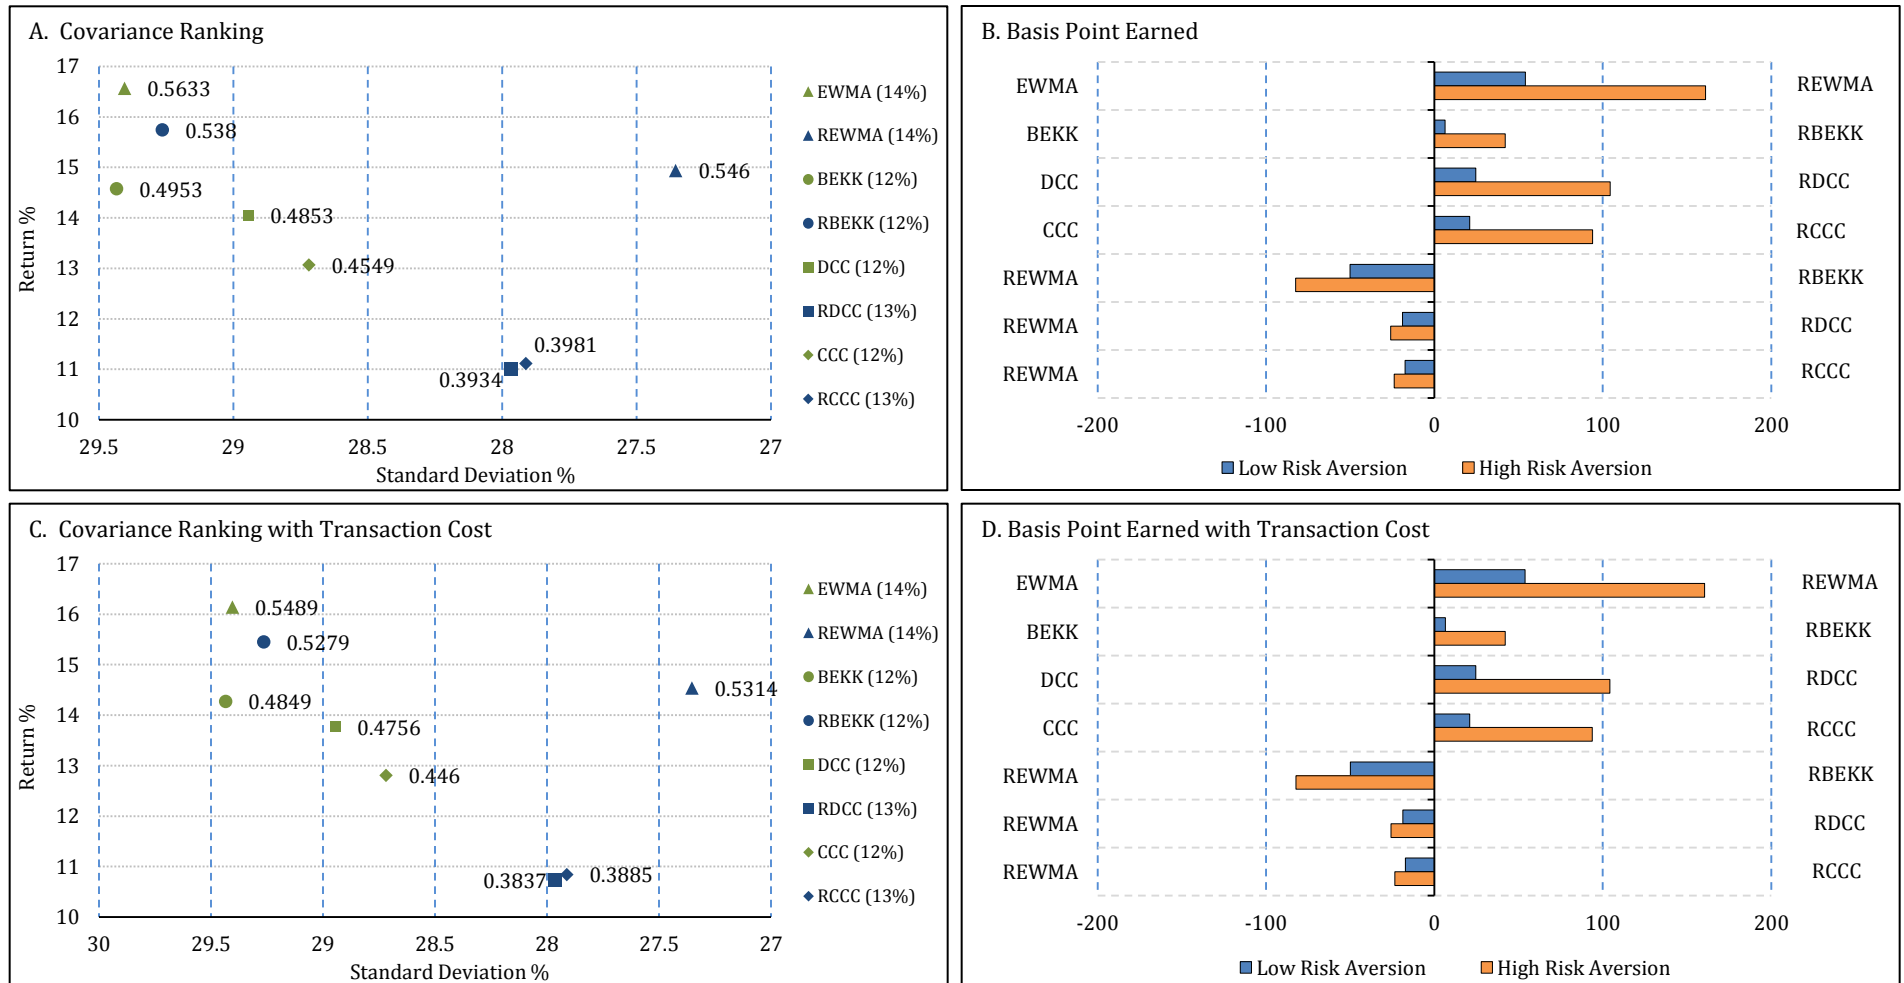 A. Covariance Ranking
17
16
15
14
13
12
11
10
Return %
29.5 29 28.5 28 27.5 27
Standard Deviation %
0.5633
0.538
0.4953
0.4853
0.4549
0.546
0.3981
0.3934
EWMA (14%)
REWMA (14%)
BEKK (12%)
RBEKK (12%)
DCC (12%)
RDCC (13%)
CCC (12%)
RCCC (13%)
B. Basis Point Earned
EWMA REWMA
BEKK RBEKK
DCC RDCC
CCC RCCC
REWMA RBEKK
REWMA RDCC
REWMA RCCC
-200 -100 0 100 200
Low Risk Aversion High Risk Aversion
C. Covariance Ranking with Transaction Cost
17
16
15
14
13
12
11
10
Return %
30 29.5 29 28.5 28 27.5 27
Standard Deviation %
0.5489
0.5279
0.4849
0.4756
0.446
0.5314
0.3837
0.3885
EWMA (14%)
REWMA (14%)
BEKK (12%)
RBEKK (12%)
DCC (12%)
RDCC (13%)
CCC (12%)
RCCC (13%)
D. Basis Point Earned with Transaction Cost
EWMA REWMA
BEKK RBEKK
DCC RDCC
CCC RCCC
REWMA RBEKK
REWMA RDCC
REWMA RCCC
-200 -100 0 100 200
Low Risk Aversion High Risk Aversion